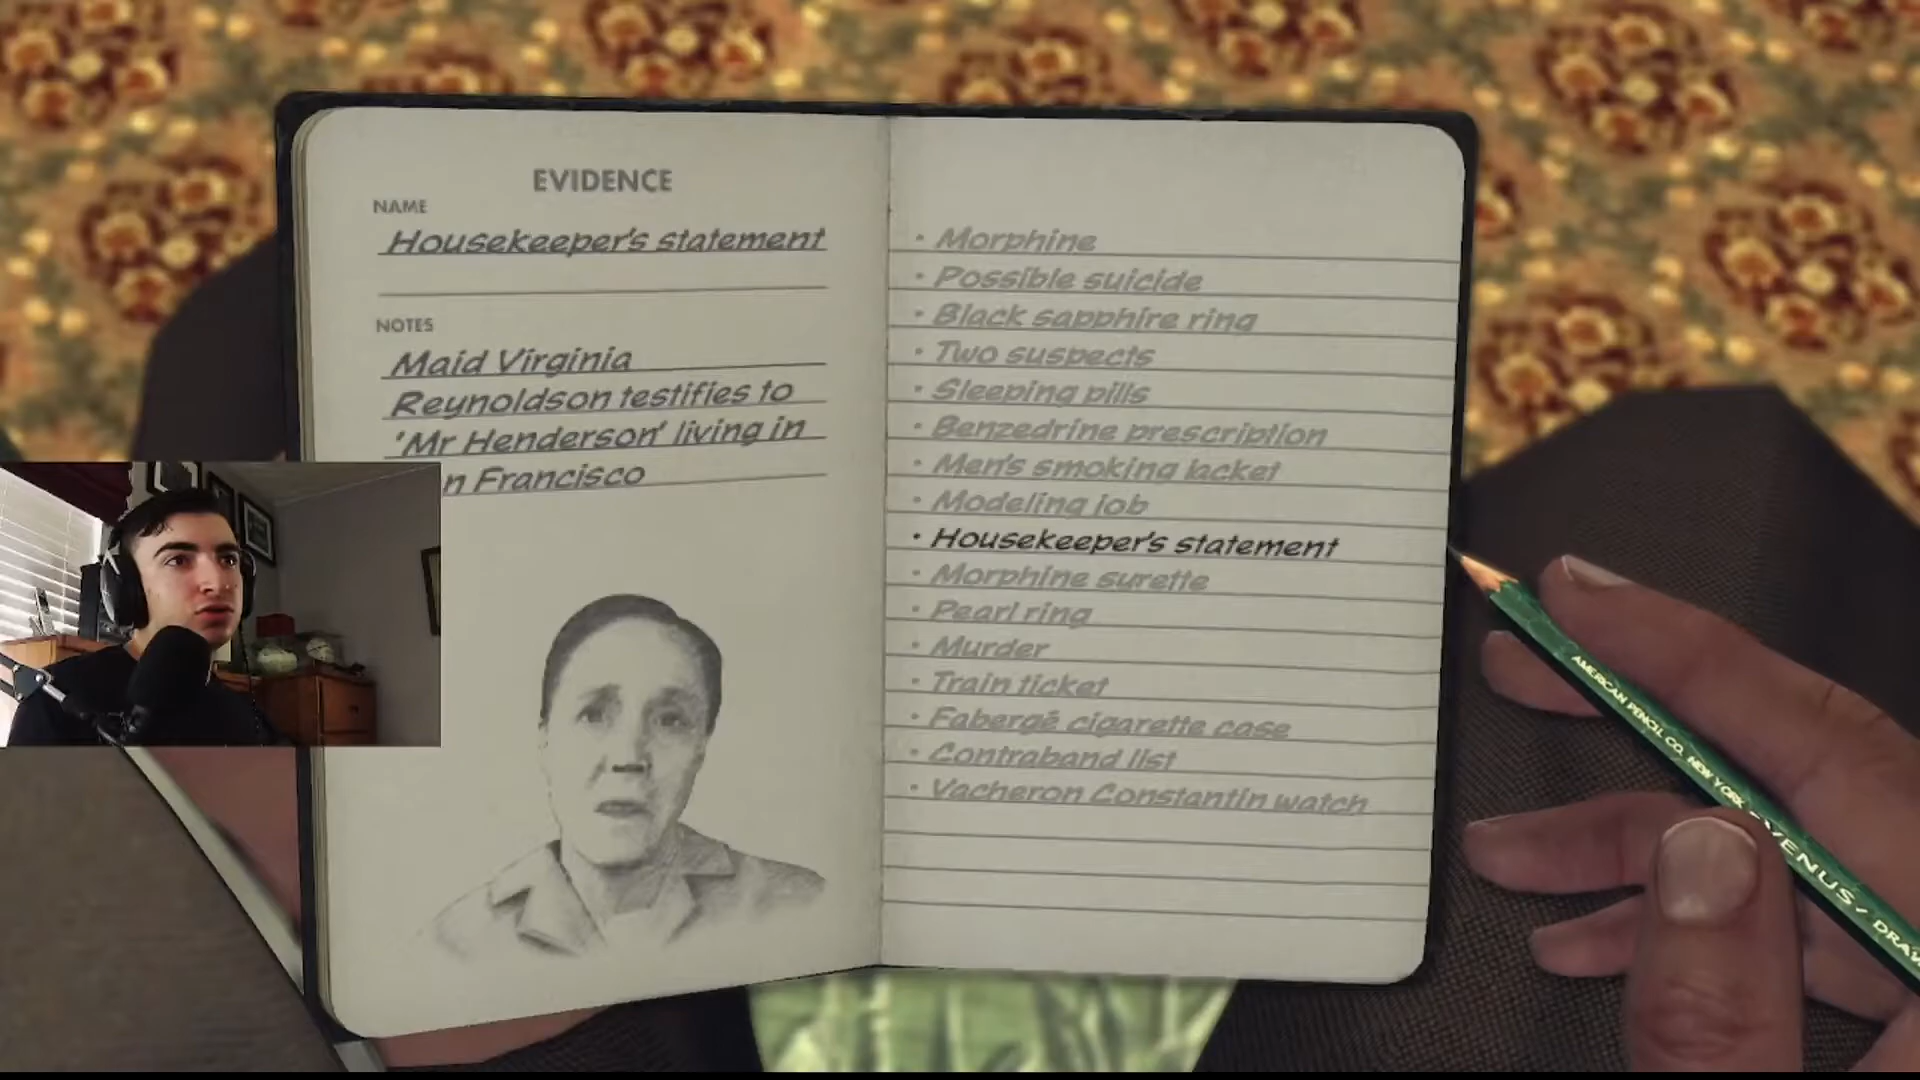 EVIDENCE
NAME
Housekeeper's statement
NOTES
Maid Virginia
Reynoldson testifies to
'Mr Henderson' living in
n Francisco
• Morphine
• Possible suicide
• Black sapphire ring
• Two suspects
• Sleeping pills
• Benzedrine prescription
• Men's smoking jacket
• Modeling job
• Housekeeper's statement
• Morphine surette
• Pearl ring
• Murder
• Train ticket
• Fabergé cigarette case
• Contraband list
• Vacheron Constantin watch
AMERICAN PENCIL CO. NEW YORK VENUS / DRAW